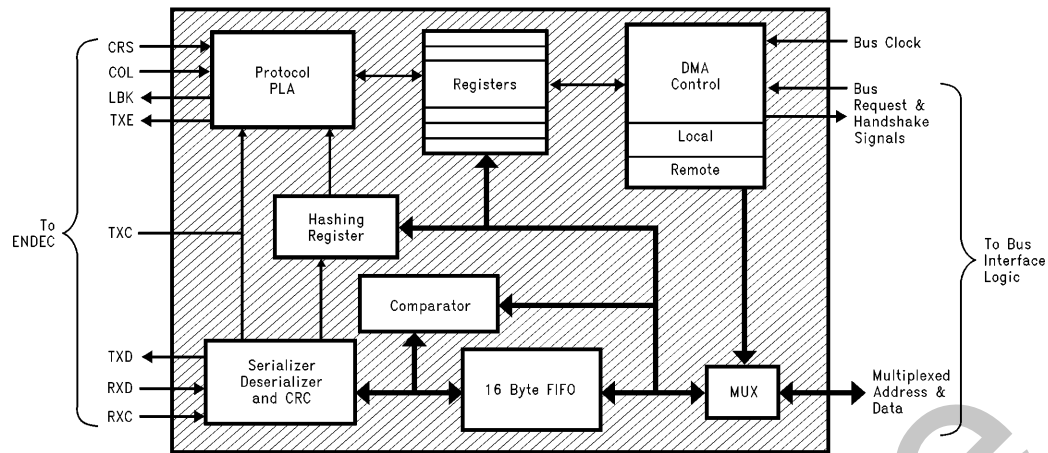 CRS
COL
LBK
TXE
To
ENDEC
TXC
TXD
RXD
RXC
Protocol
PLA
Registers
DMA
Control
Local
Remote
Hashing
Register
Comparator
Serializer
Deserializer
and CRC
16 Byte FIFO
MUX
Bus Clock
Bus
Request &
Handshake
Signals
To Bus
Interface
Logic
Multiplexed
Address &
Data